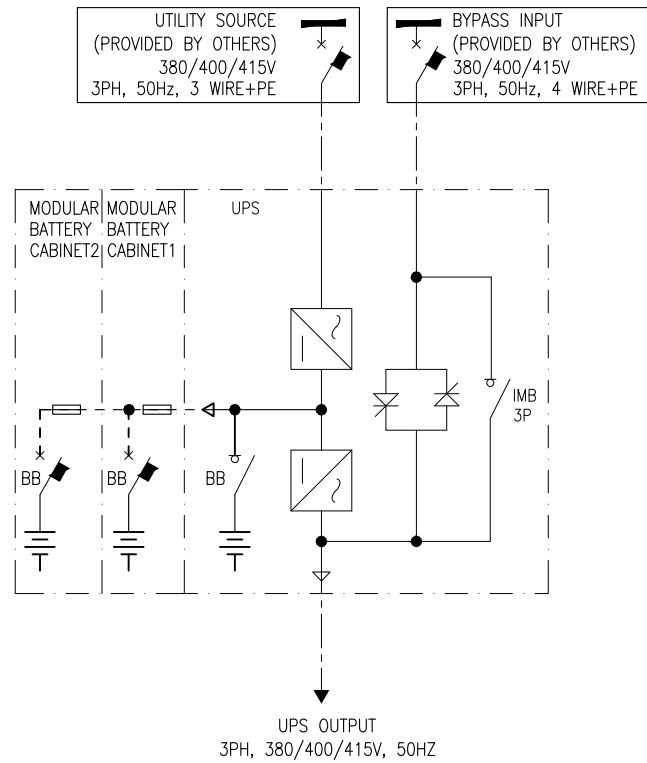 UTILITY SOURCE
(PROVIDED BY OTHERS)
380/400/415V
3PH, 50Hz, 3 WIRE+PE
BYPASS INPUT
(PROVIDED BY OTHERS)
380/400/415V
3PH, 50Hz, 4 WIRE+PE
MODULAR
BATTERY
CABINET2
MODULAR
BATTERY
CABINET1
UPS
IMB
3P
BB
BB
BB
UPS OUTPUT
3PH, 380/400/415V, 50HZ